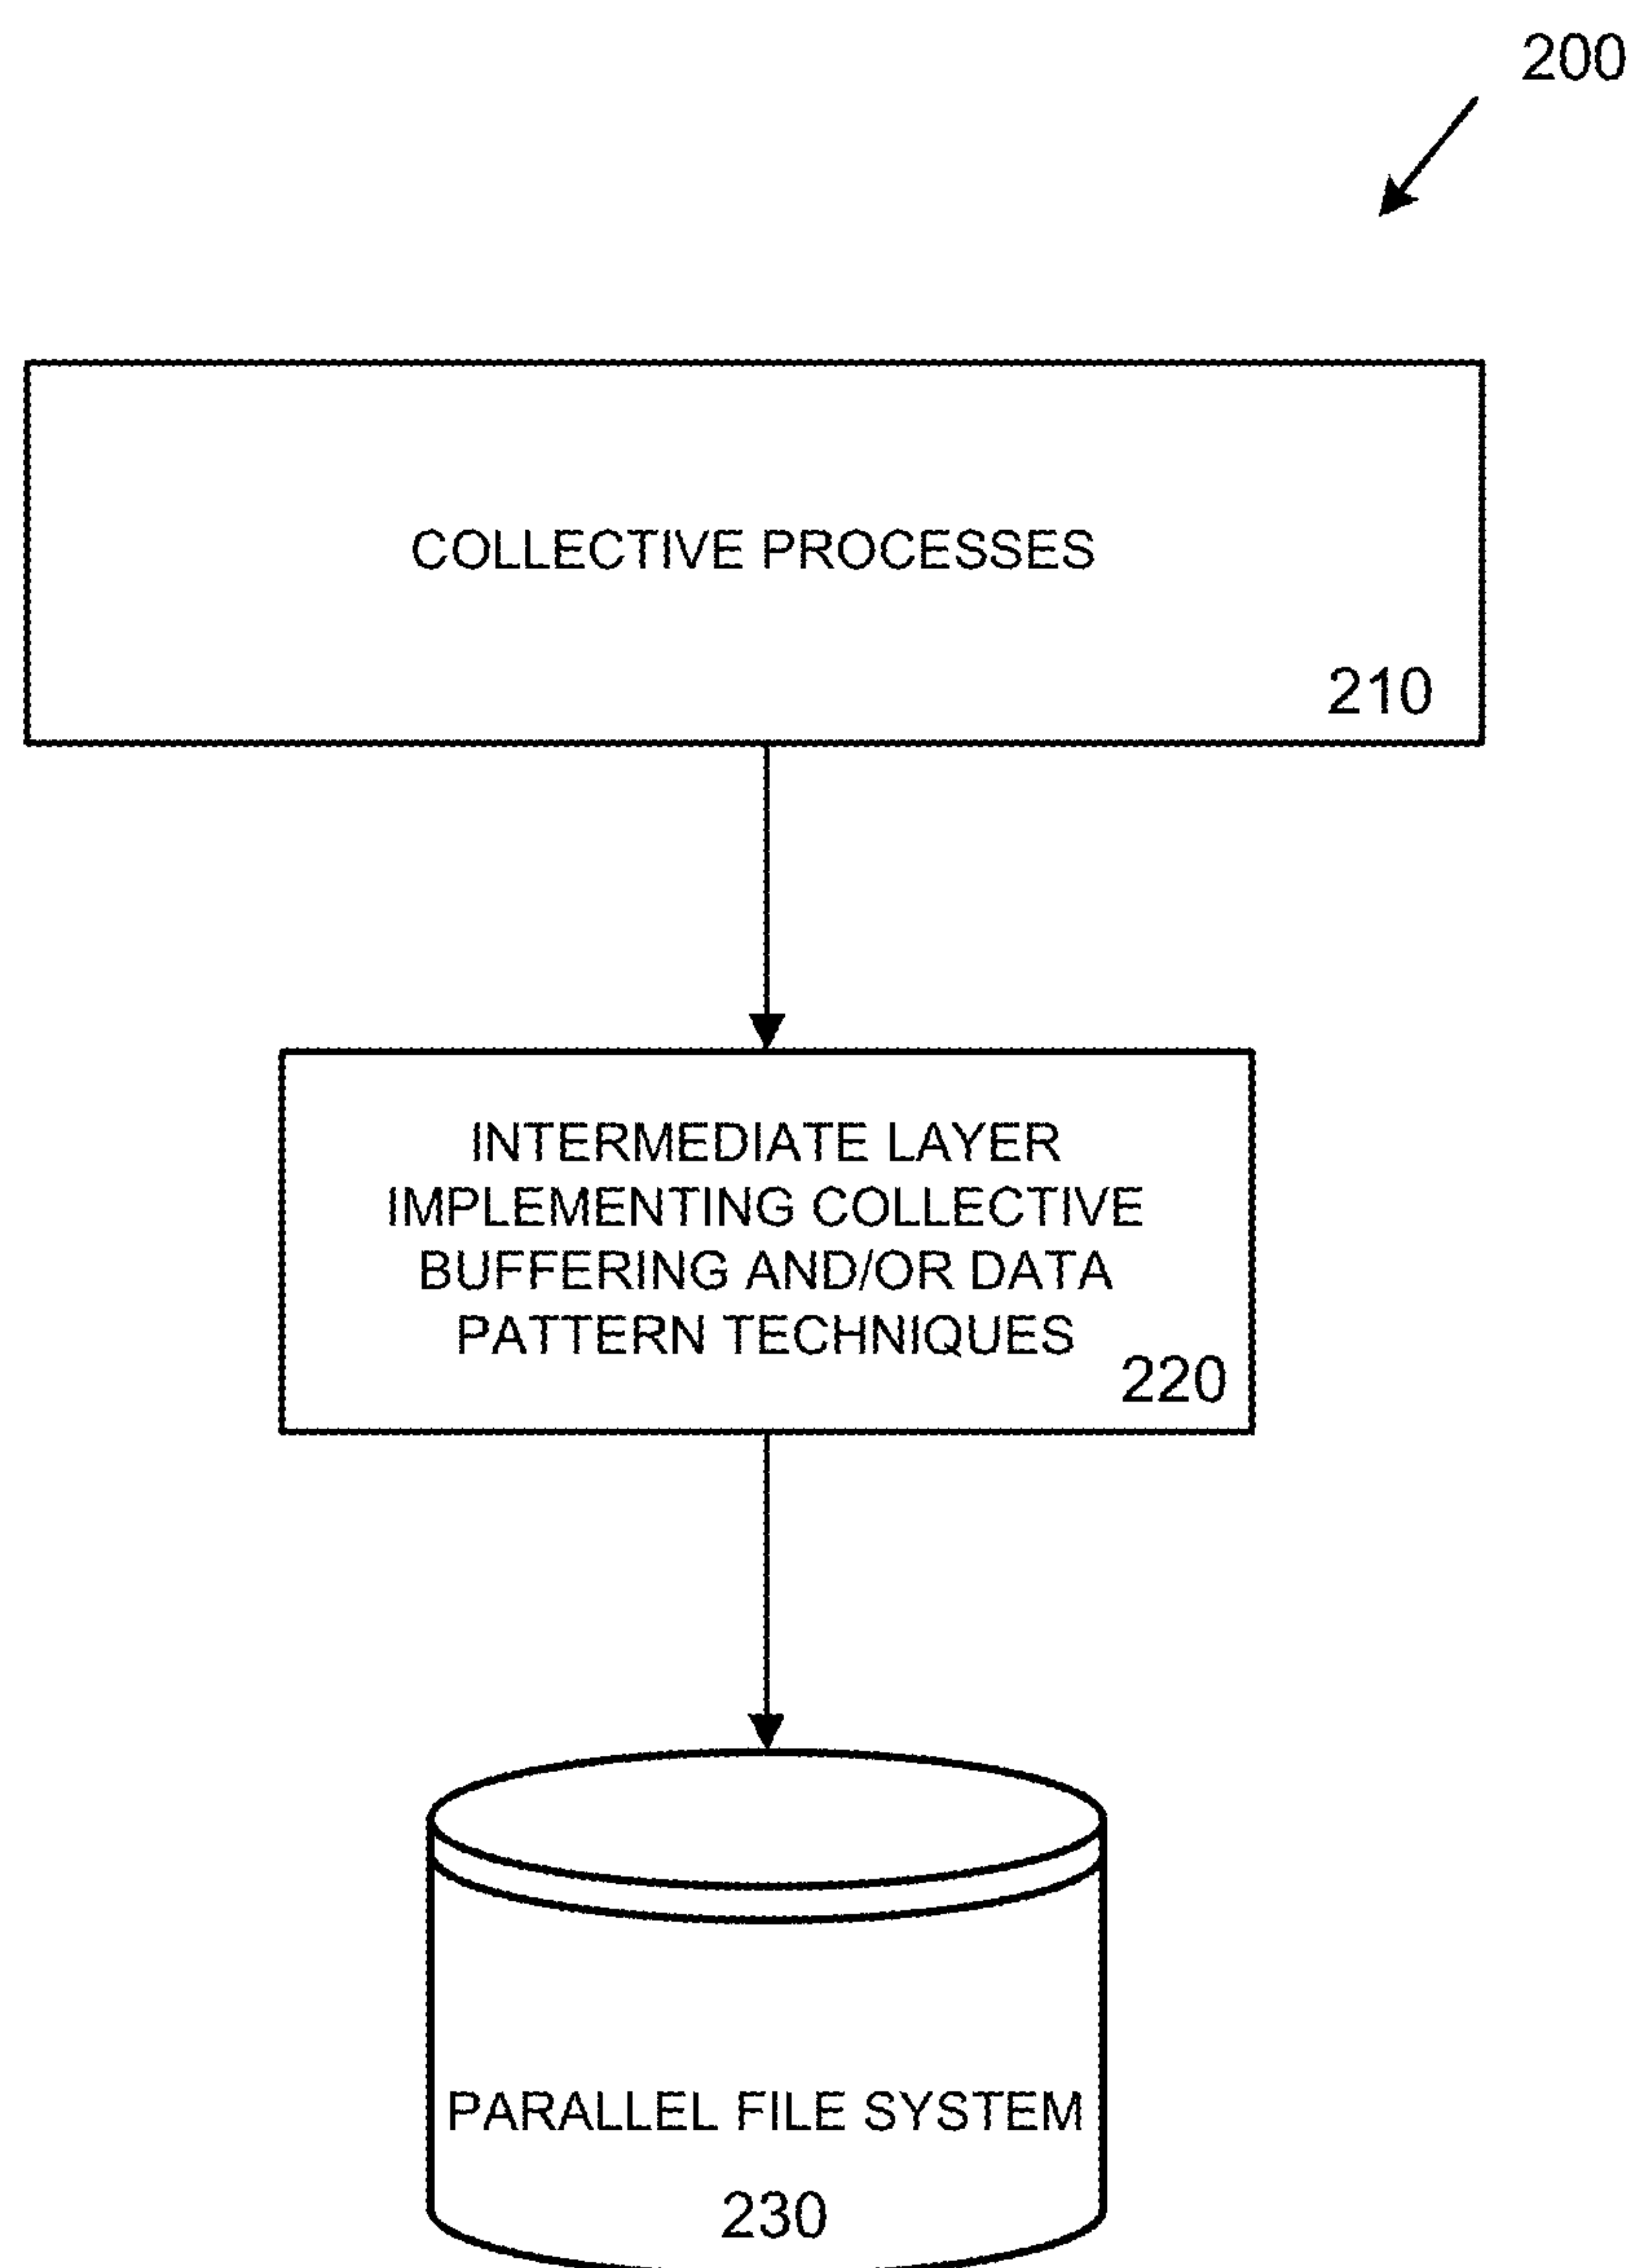 200
COLLECTIVE PROCESSES
210
INTERMEDIATE LAYER
IMPLEMENTING COLLECTIVE
BUFFERING AND/OR DATA
PATTERN TECHNIQUES
220
PARALLEL FILE SYSTEM
230